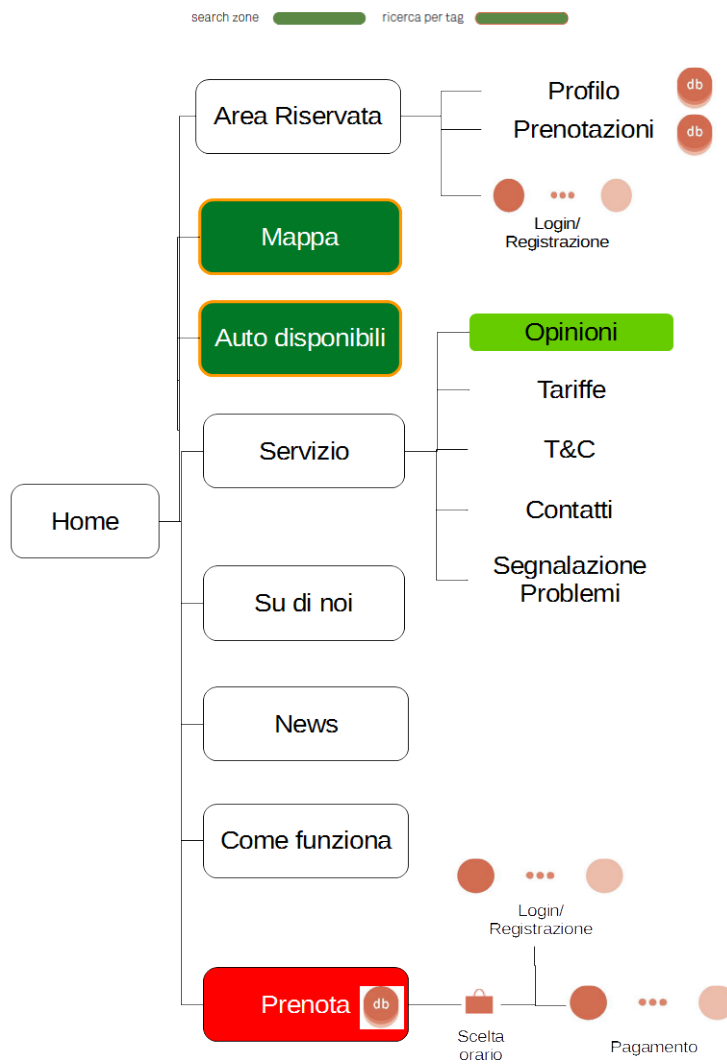 search zone
ricerca per tag
Area Riservata
Profilo
db
Prenotazioni
db
Login/
Registrazione
Mappa
Auto disponibili
Opinioni
Tariffe
Servizio
T&C
Contatti
Home
Segnalazione
Problemi
Su di noi
News
Come funziona
Login/
Registrazione
Prenota
db
Scelta
orario
Pagamento